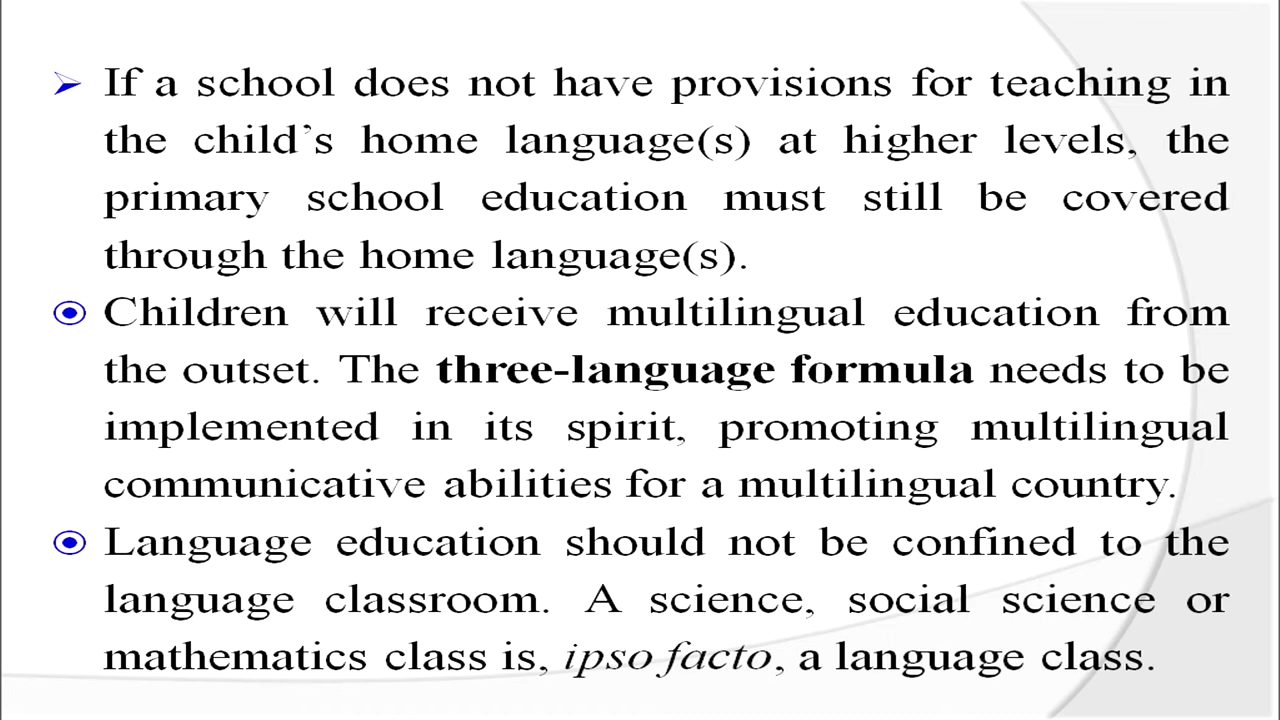 ➢ If a school does not have provisions for teaching in
the child’s home language(s) at higher levels, the
primary school education must still be covered
through the home language(s).
⦿ Children will receive multilingual education from
the outset. The three-language formula needs to be
implemented in its spirit, promoting multilingual
communicative abilities for a multilingual country.
⦿ Language education should not be confined to the
language classroom. A science, social science or
mathematics class is, ipso facto, a language class.